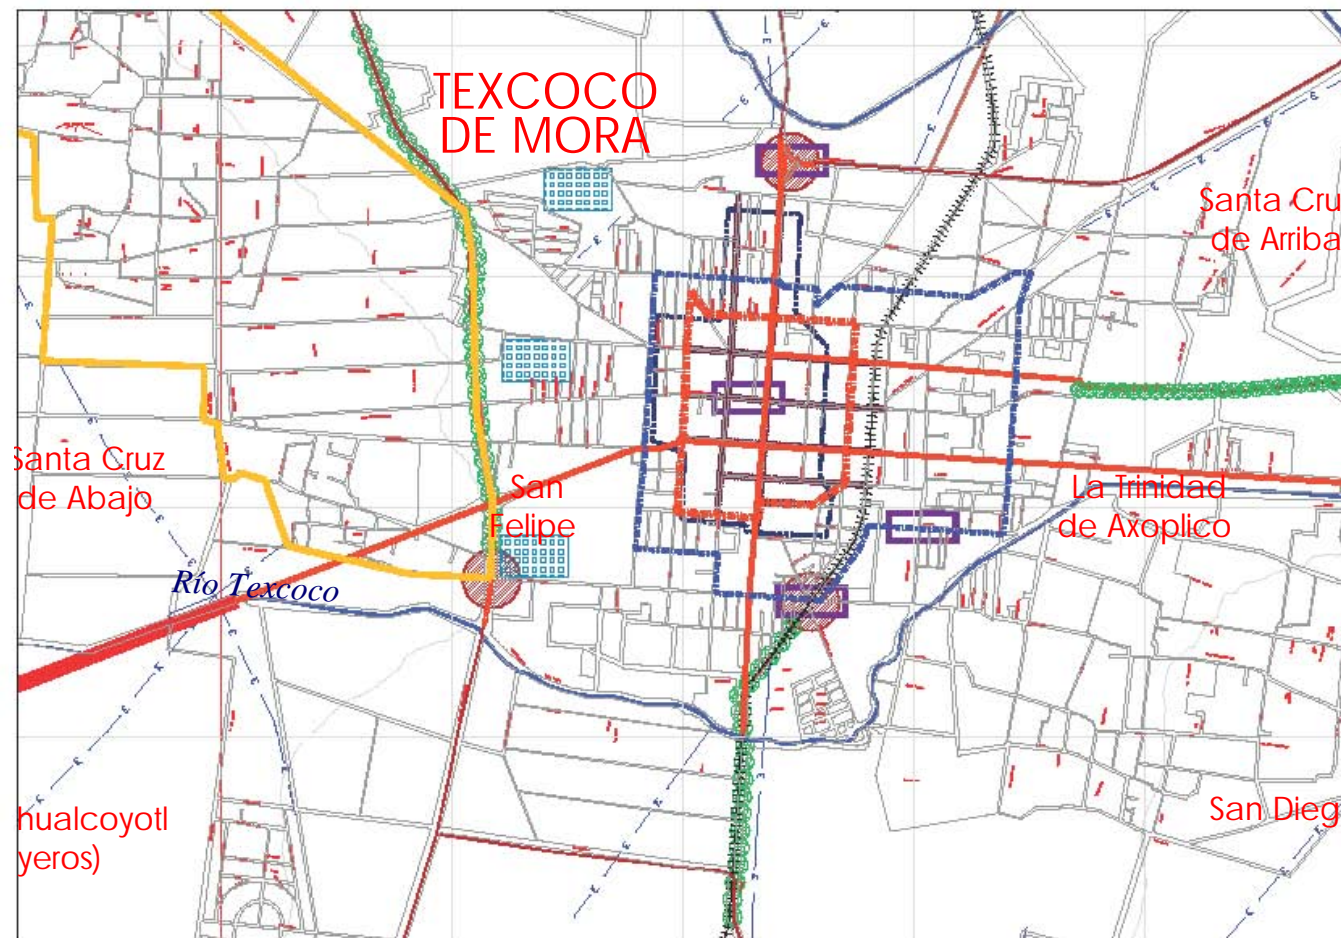 TEXCOCO
DE MORA
Santa Cru
de Arriba
Santa Cruz
de Abajo
San
Felipe
La Trinidad
de Axoplico
Río Texcoco
hualcoyotl
yeros)
San Dieg